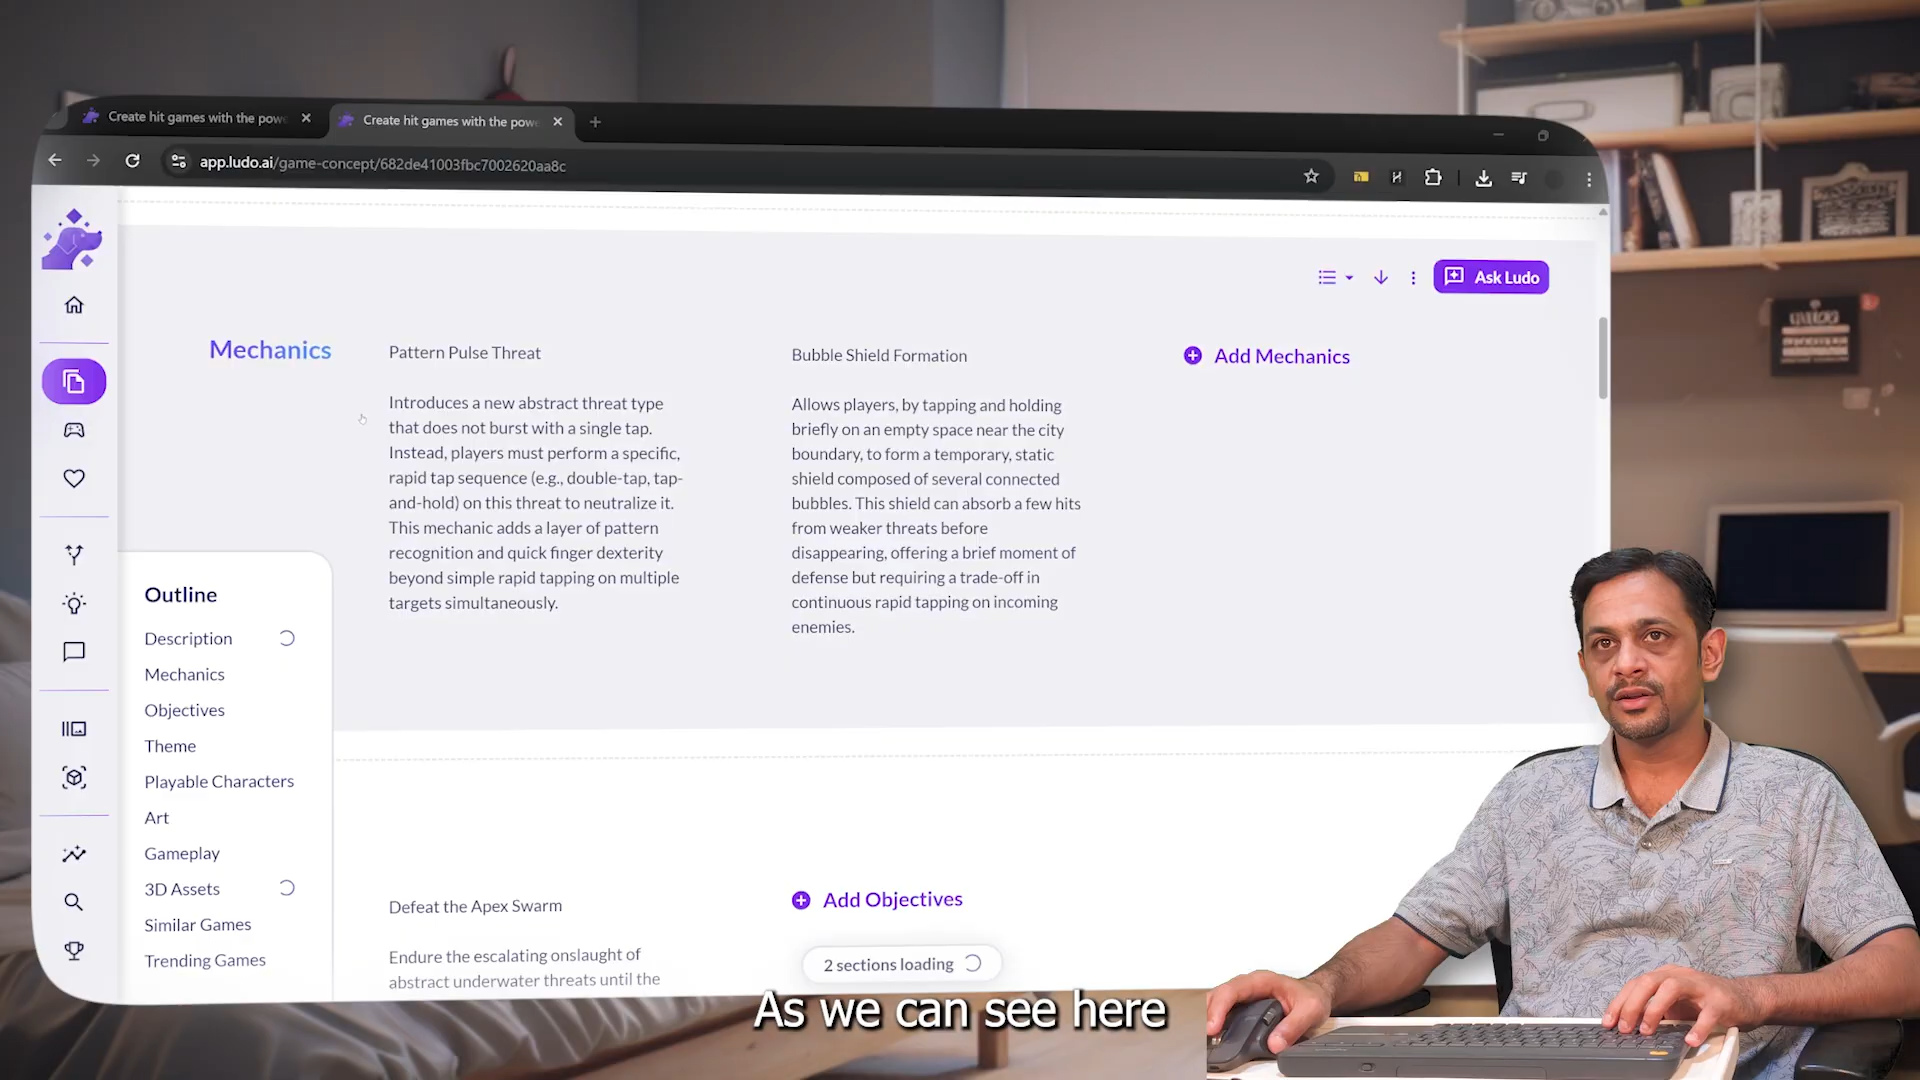 Create hit games with the powe
Create hit games with the powe
app.ludo.ai/game-concept/682de41003fbc7002620aa8c
Ask Ludo
Mechanics
Pattern Pulse Threat
Introduces a new abstract threat type
that does not burst with a single tap.
Instead, players must perform a specific,
rapid tap sequence (e.g., double-tap, tap-
and-hold) on this threat to neutralize it.
This mechanic adds a layer of pattern
recognition and quick finger dexterity
beyond simple rapid tapping on multiple
targets simultaneously.
Bubble Shield Formation
Allows players, by tapping and holding
briefly on an empty space near the city
boundary, to form a temporary, static
shield composed of several connected
bubbles. This shield can absorb a few hits
from weaker threats before
disappearing, offering a brief moment of
defense but requiring a trade-off in
continuous rapid tapping on incoming
enemies.
Add Mechanics
Outline
Description
Mechanics
Objectives
Theme
Playable Characters
Art
Gameplay
3D Assets
Similar Games
Trending Games
Defeat the Apex Swarm
Endure the escalating onslaught of
abstract underwater threats until the
Add Objectives
2 sections loading
As we can see here